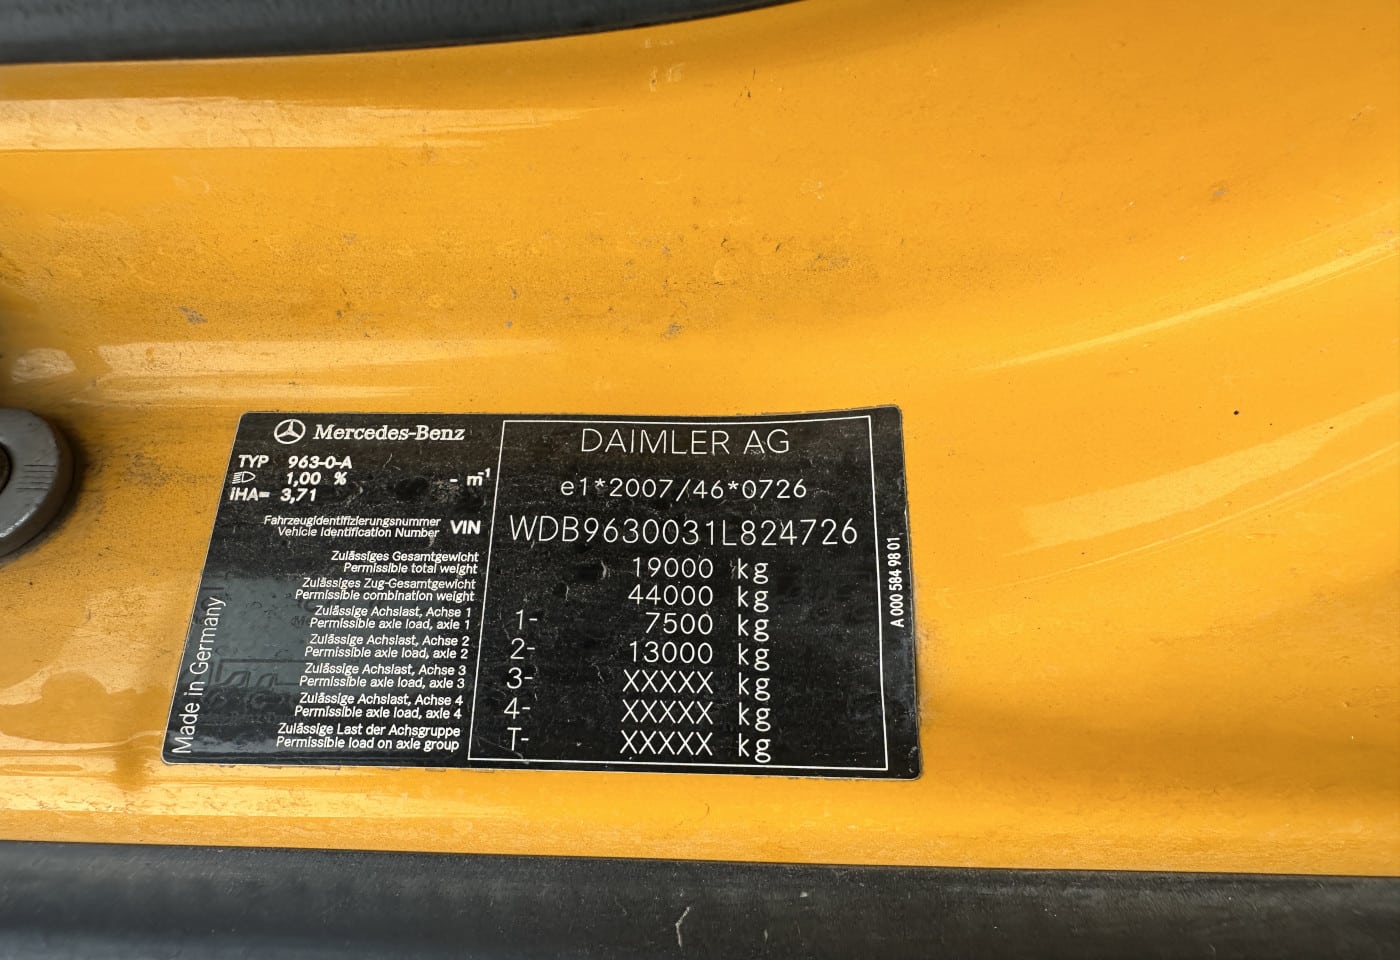 Mercedes-Benz
TYP 963-0-A
1,00 % - m⁻¹
iHA= 3,71
Fahrzeugidentifizierungsnummer
Vehicle Identification Number VIN
Zulässiges Gesamtgewicht
Permissible total weight
Zulässiges Zug-Gesamtgewicht
Permissible combination weight
Zulässige Achslast, Achse 1
Permissible axle load, axle 1
Zulässige Achslast, Achse 2
Permissible axle load, axle 2
Zulässige Achslast, Achse 3
Permissible axle load, axle 3
Zulässige Achslast, Achse 4
Permissible axle load, axle 4
Zulässige Last der Achsgruppe
Permissible load on axle group
Made in Germany
DAIMLER AG
e1*2007/46*0726
WDB9630031L824726
19000 kg
44000 kg
1- 7500 kg
2- 13000 kg
3- XXXXX kg
4- XXXXX kg
T- XXXXX kg
A 000 584 98 01